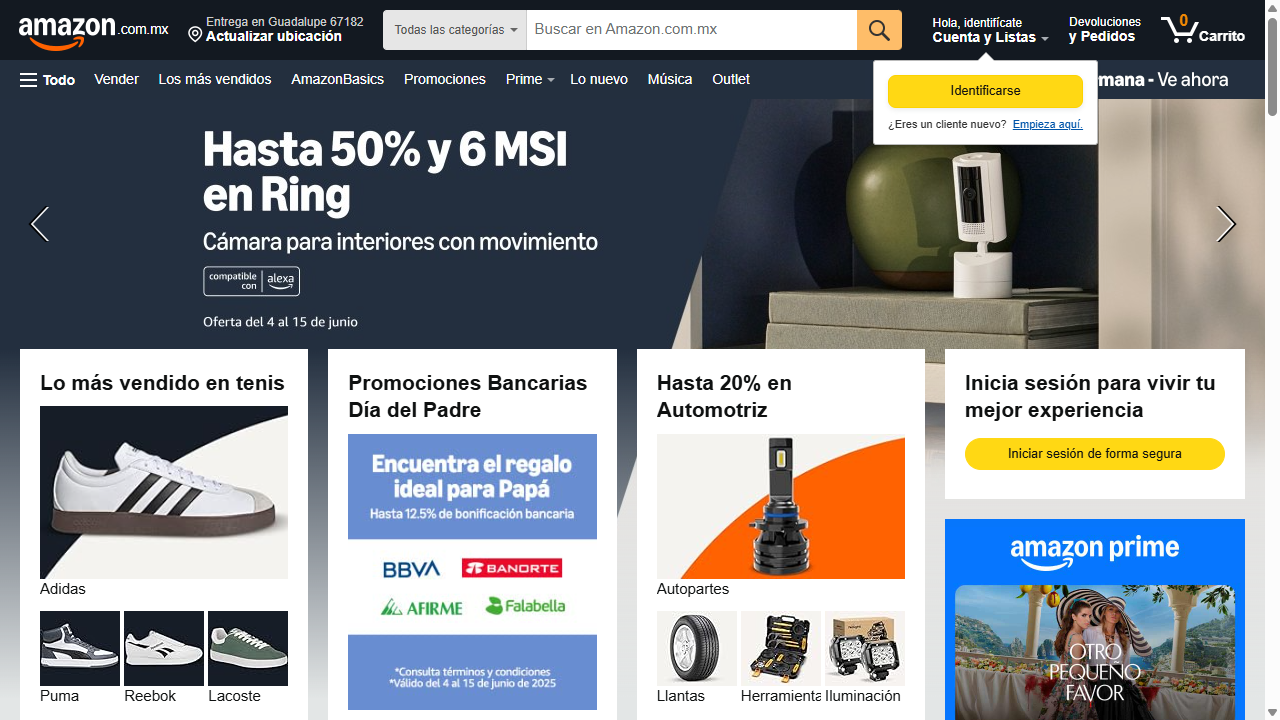 amazon.com.mx
Entrega en Guadalupe 67182
Actualizar ubicación
Todas las categorías
Buscar en Amazon.com.mx
Hola, identifícate
Cuenta y Listas
Devoluciones
y Pedidos
0
Carrito
Todo
Vender
Los más vendidos
AmazonBasics
Promociones
Prime
Lo nuevo
Música
Outlet
mana - Ve ahora
Identificarse
¿Eres un cliente nuevo? Empieza aquí.
Hasta 50% y 6 MSI
en Ring
Cámara para interiores con movimiento
compatible
con
alexa
Oferta del 4 al 15 de junio
Lo más vendido en tenis
Adidas
Puma
Reebok
Lacoste
Promociones Bancarias
Día del Padre
Encuentra el regalo
ideal para Papá
Hasta 12.5% de bonificación bancaria
BBVA
BANORTE
AFIRME
Falabella
*Consulta términos y condiciones
*Válido del 4 al 15 de junio de 2025
Hasta 20% en
Automotriz
Autopartes
Llantas
Herramienta
Iluminación
Inicia sesión para vivir tu
mejor experiencia
Iniciar sesión de forma segura
amazon prime
OTRO
PEQUEÑO
FAVOR